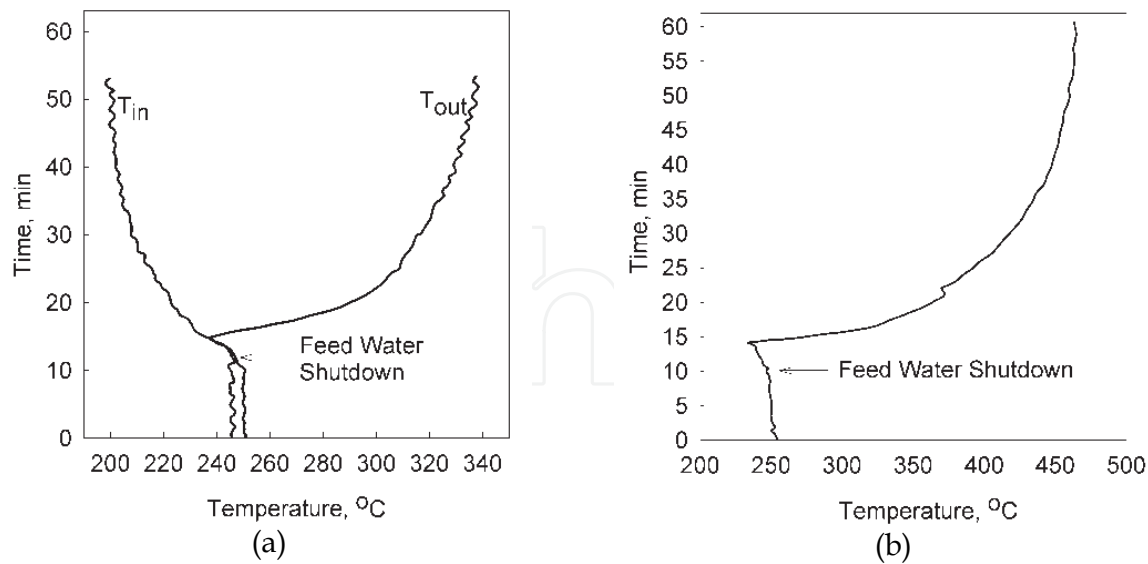 60
50
40
30
20
10
0
Time, min
T_in
T_out
Feed Water
Shutdown
200 220 240 260 280 300 320 340
Temperature, ºC
(a)
60
55
50
45
40
35
30
25
20
15
10
5
0
Time, min
Feed Water Shutdown
200 250 300 350 400 450 500
Temperature, ºC
(b)
h